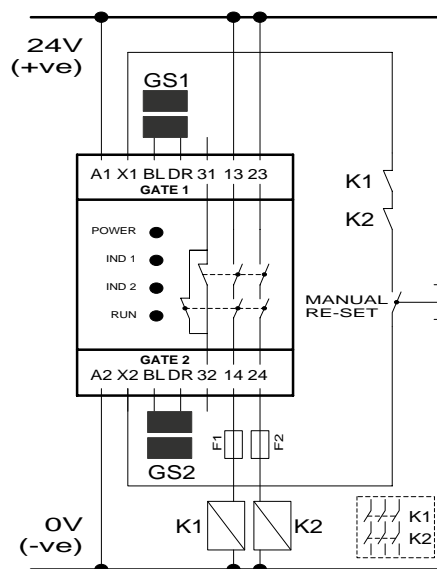 24V
(+ve)
GS1
A1 X1 BL DR 31 13 23
GATE 1
K1
K2
POWER
IND 1
IND 2
RUN
MANUAL
RE-SET
GATE 2
A2 X2 BL DR 32 14 24
F1
F2
GS2
0V
(-ve)
K1
K2
K1
K2